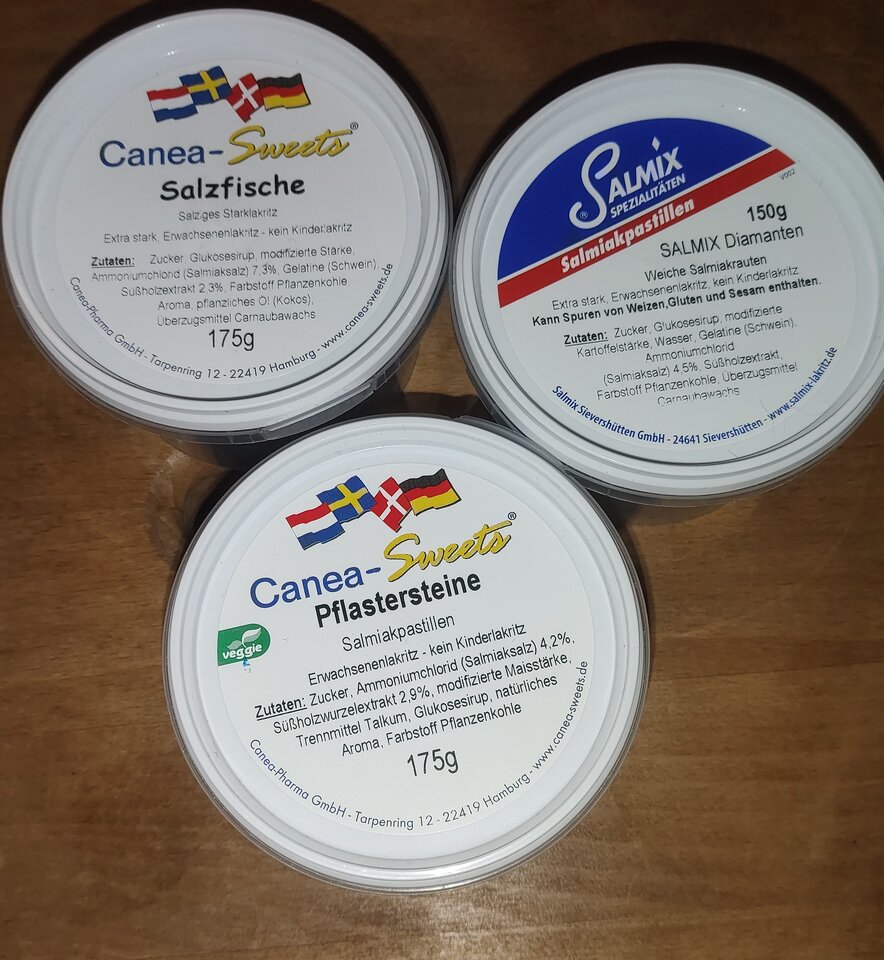 Canea-Sweets®
Salzfische
Salziges Starklakritz
Extra stark, Erwachsenenlakritz - kein Kinderlakritz
Zutaten: Zucker, Glukosesirup, modifizierte Stärke,
Ammoniumchlorid (Salmiaksalz) 7,3%, Gelatine (Schwein),
Süßholzextrakt 2,3%, Farbstoff Pflanzenkohle
Aroma, pflanzliches Öl (Kokos),
Überzugsmittel Carnaubawachs
175g
Canea-Pharma GmbH - Tarpenring 12 - 22419 Hamburg - www.canea-sweets.de
SALMIX
® SPEZIALITÄTEN
Salmiakpastillen
V002
150g
SALMIX Diamanten
Weiche Salmiakrauten
Extra stark, Erwachsenenlakritz, kein Kinderlakritz
Kann Spuren von Weizen,Gluten und Sesam enthalten.
Zutaten: Zucker, Glukosesirup, modifizierte
Kartoffelstärke, Wasser, Gelatine (Schwein),
Ammoniumchlorid
(Salmiaksalz) 4,5%, Süßholzextrakt,
Farbstoff Pflanzenkohle, Überzugsmittel
Carnaubawachs
Salmix Sievershütten GmbH - 24641 Sievershütten - www.salmix-lakritz.de
Canea-Sweets®
Pflastersteine
Salmiakpastillen
veggie
Erwachsenenlakritz - kein Kinderlakritz
Zutaten: Zucker, Ammoniumchlorid (Salmiaksalz) 4,2%,
Süßholzwurzelextrakt 2,9%, modifizierte Maisstärke,
Trennmittel Talkum, Glukosesirup, natürliches
Aroma, Farbstoff Pflanzenkohle
175g
Canea-Pharma GmbH - Tarpenring 12 - 22419 Hamburg - www.canea-sweets.de